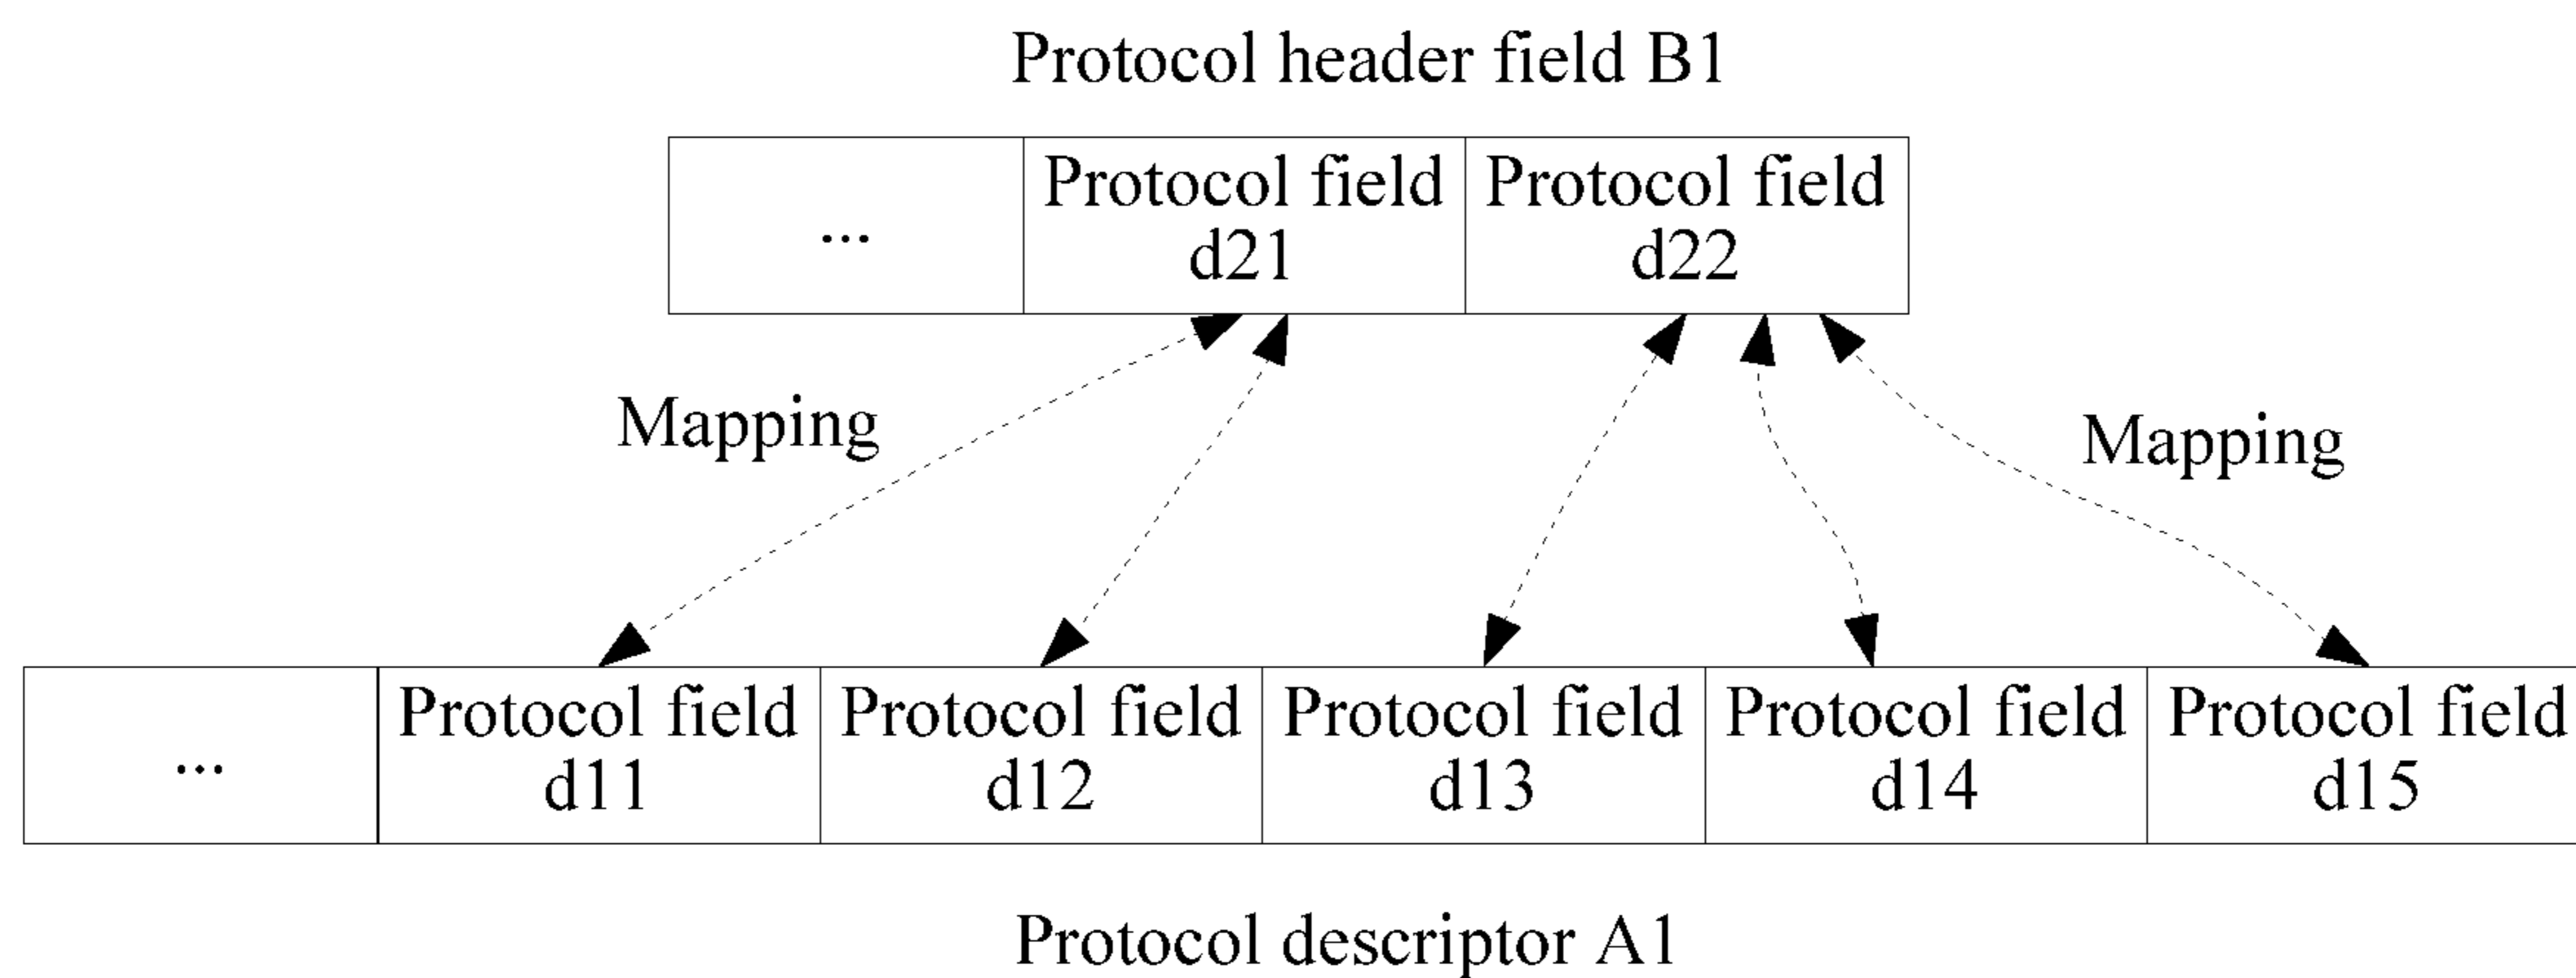 Protocol header field B1
...
Protocol field
d21
Protocol field
d22
Mapping
Mapping
...
Protocol field
d11
Protocol field
d12
Protocol field
d13
Protocol field
d14
Protocol field
d15
Protocol descriptor A1